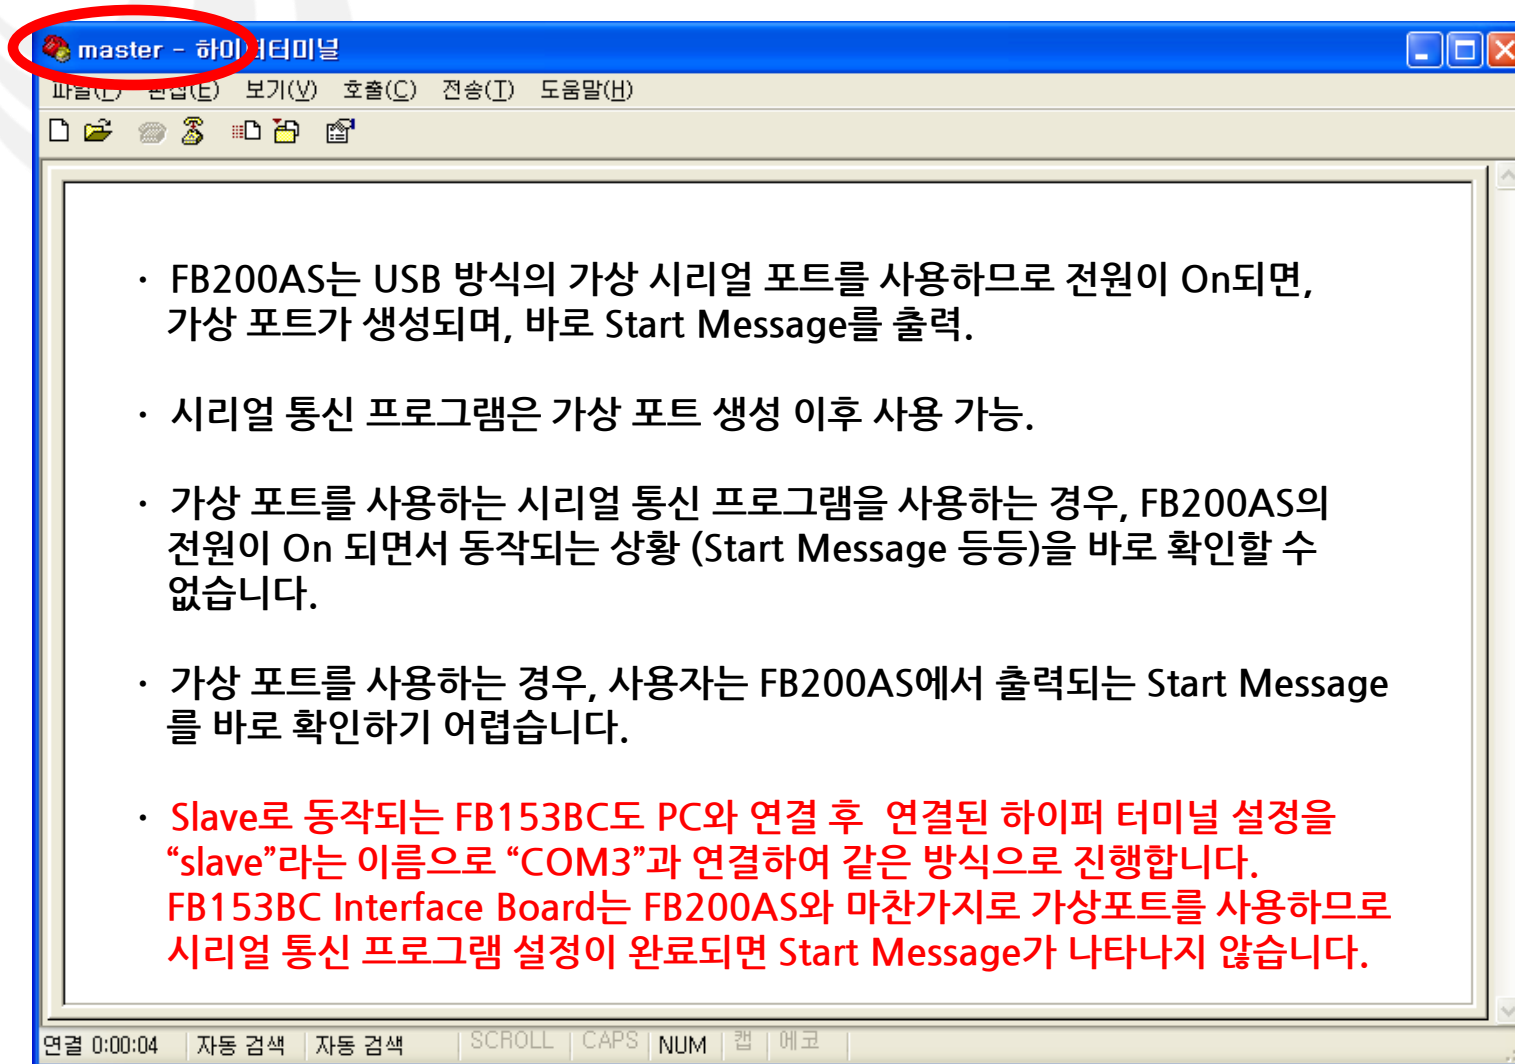 master - 하이퍼터미널
파일(F) 편집(E) 보기(V) 호출(C) 전송(T) 도움말(H)
· FB200AS는 USB 방식의 가상 시리얼 포트를 사용하므로 전원이 On되면,
가상 포트가 생성되며, 바로 Start Message를 출력.
· 시리얼 통신 프로그램은 가상 포트 생성 이후 사용 가능.
· 가상 포트를 사용하는 시리얼 통신 프로그램을 사용하는 경우, FB200AS의
전원이 On 되면서 동작되는 상황 (Start Message 등등)을 바로 확인할 수
없습니다.
· 가상 포트를 사용하는 경우, 사용자는 FB200AS에서 출력되는 Start Message
를 바로 확인하기 어렵습니다.
· Slave로 동작되는 FB153BC도 PC와 연결 후 연결된 하이퍼 터미널 설정을
“slave”라는 이름으로 “COM3”과 연결하여 같은 방식으로 진행합니다.
FB153BC Interface Board는 FB200AS와 마찬가지로 가상포트를 사용하므로
시리얼 통신 프로그램 설정이 완료되면 Start Message가 나타나지 않습니다.
연결 0:00:04 자동 검색 자동 검색 SCROLL CAPS NUM 캡 에코